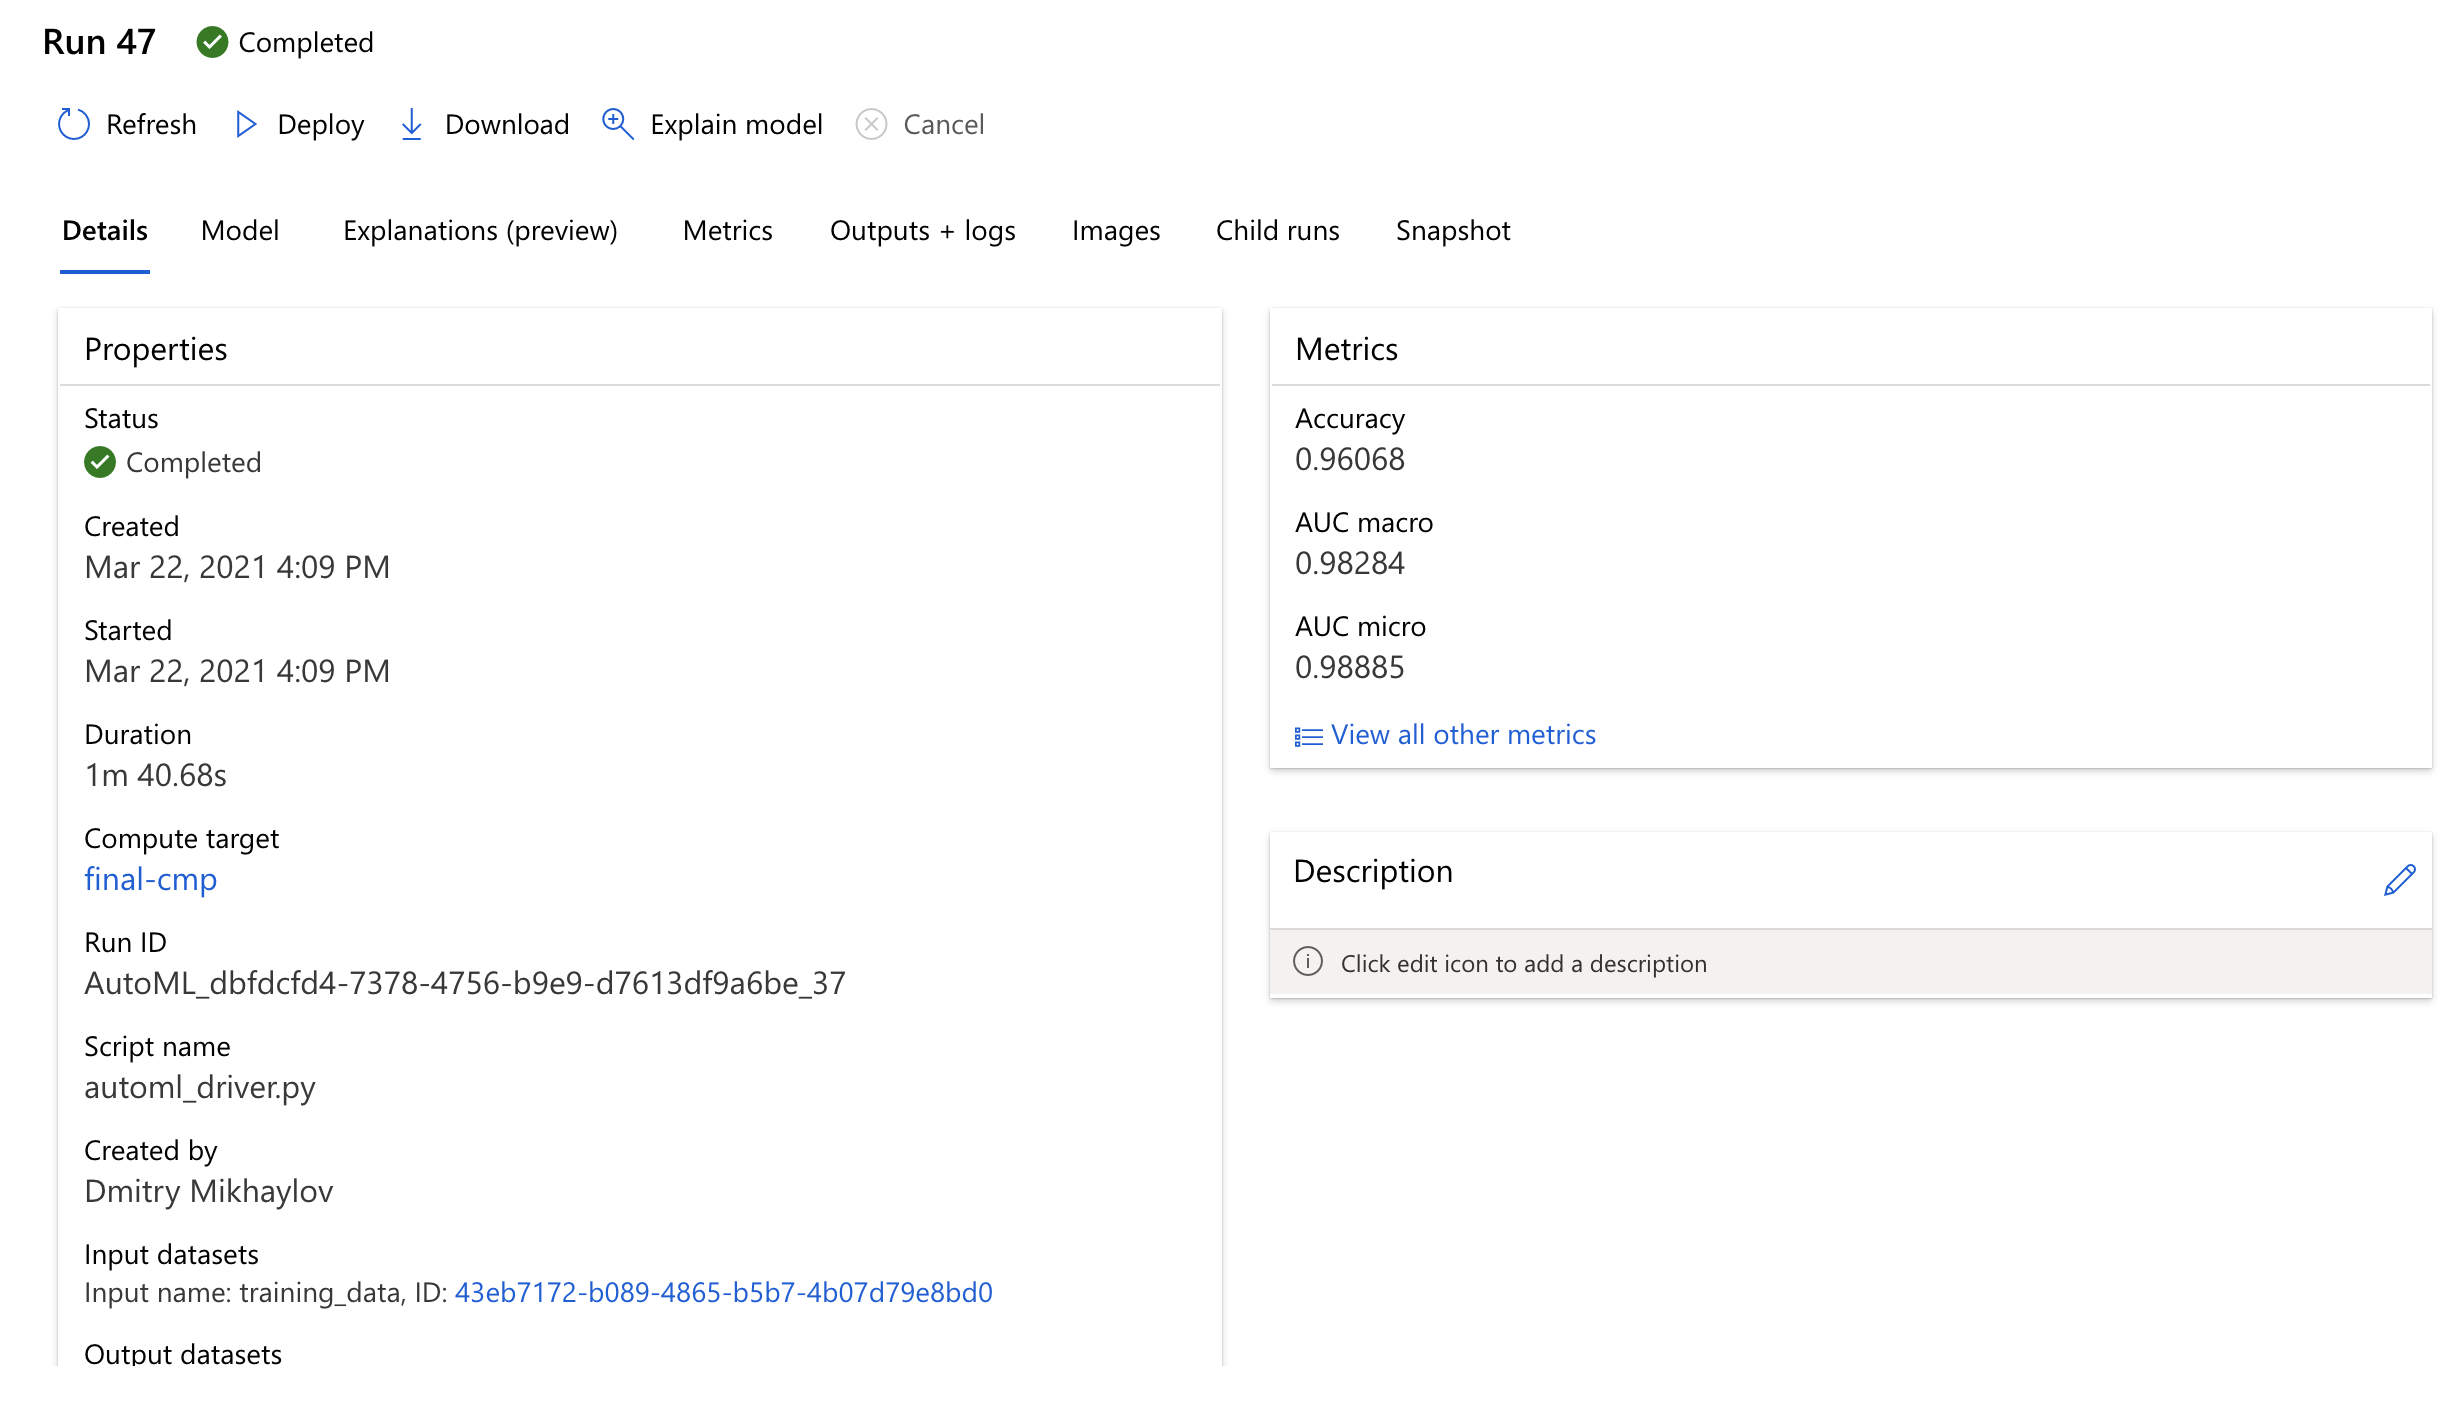 Run 47 Completed
Refresh Deploy Download Explain model Cancel
Details Model Explanations (preview) Metrics Outputs + logs Images Child runs Snapshot
Properties
Status
Completed
Created
Mar 22, 2021 4:09 PM
Started
Mar 22, 2021 4:09 PM
Duration
1m 40.68s
Compute target
final-cmp
Run ID
AutoML_dbfdcfd4-7378-4756-b9e9-d7613df9a6be_37
Script name
automl_driver.py
Created by
Dmitry Mikhaylov
Input datasets
Input name: training_data, ID: 43eb7172-b089-4865-b5b7-4b07d79e8bd0
Output datasets
Metrics
Accuracy
0.96068
AUC macro
0.98284
AUC micro
0.98885
View all other metrics
Description
Click edit icon to add a description